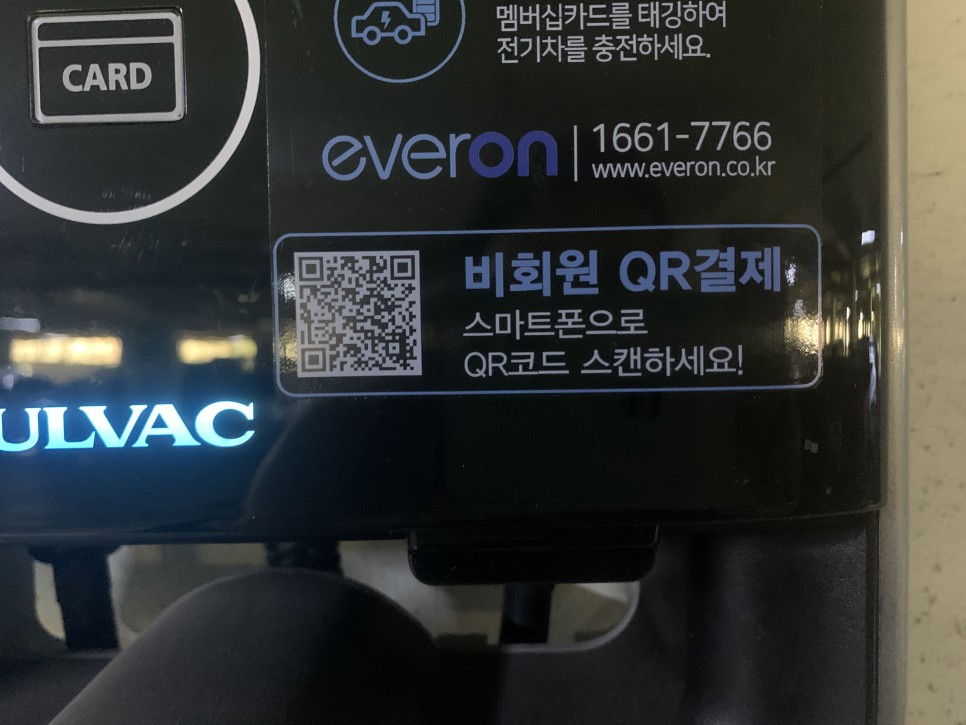 CARD
멤버십카드를 태깅하여
전기차를 충전하세요.
everon
1661-7766
www.everon.co.kr
비회원 QR결제
스마트폰으로
QR코드 스캔하세요!
ULVAC